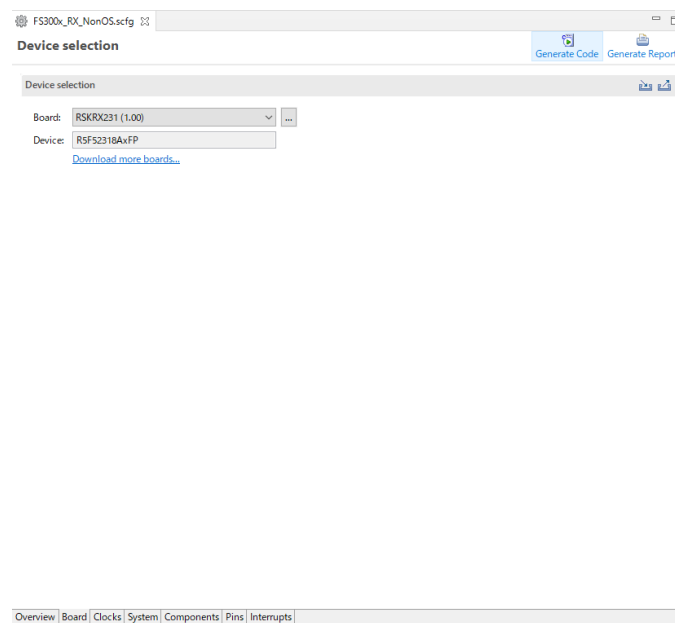 FS300x_RX_NonOS.scfg
Device selection
Generate Code Generate Report
Device selection
Board: RSKRX231 (1.00) ...
Device: R5F52318AxFP
Download more boards...
Overview Board Clocks System Components Pins Interrupts